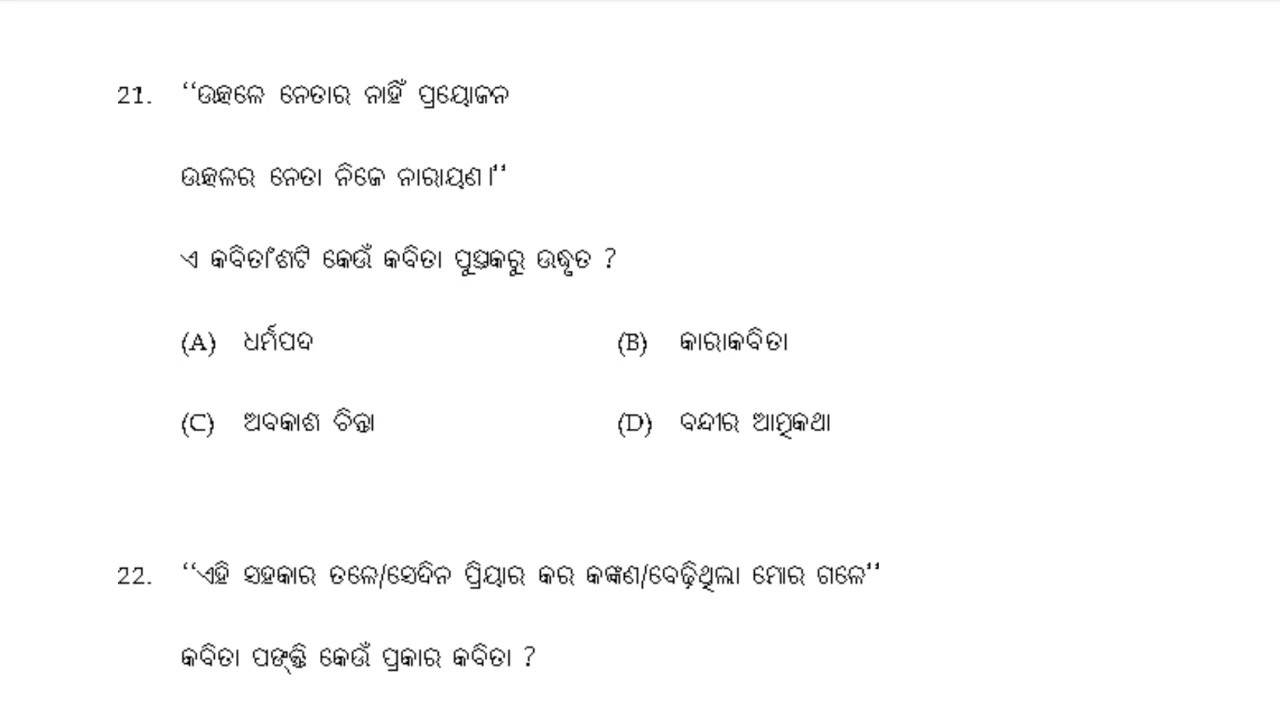 21. ‘‘ଉତ୍କଳେ ନେତାର ନାହିଁ ପ୍ରୟୋଜନ
ଉତ୍କଳର ନେତା ନିଜେ ନାରାୟଣ।’’
ଏ କବିତାଂଶଟି କେଉଁ କବିତା ପୁସ୍ତକରୁ ଉଦ୍ଧୃତ ?
(A) ଧର୍ମପଦ (B) କାରାକବିତା
(C) ଅବକାଶ ଚିନ୍ତା (D) ବନ୍ଦୀର ଆତ୍ମକଥା
22. ‘‘ଏହି ସହକାର ତଳେ/ସେଦିନ ପ୍ରିୟାର କର କଙ୍କଣ/ବେଢ଼ିଥିଲା ମୋର ଗଳେ’’
କବିତା ପଙ୍‌କ୍ତି କେଉଁ ପ୍ରକାର କବିତା ?